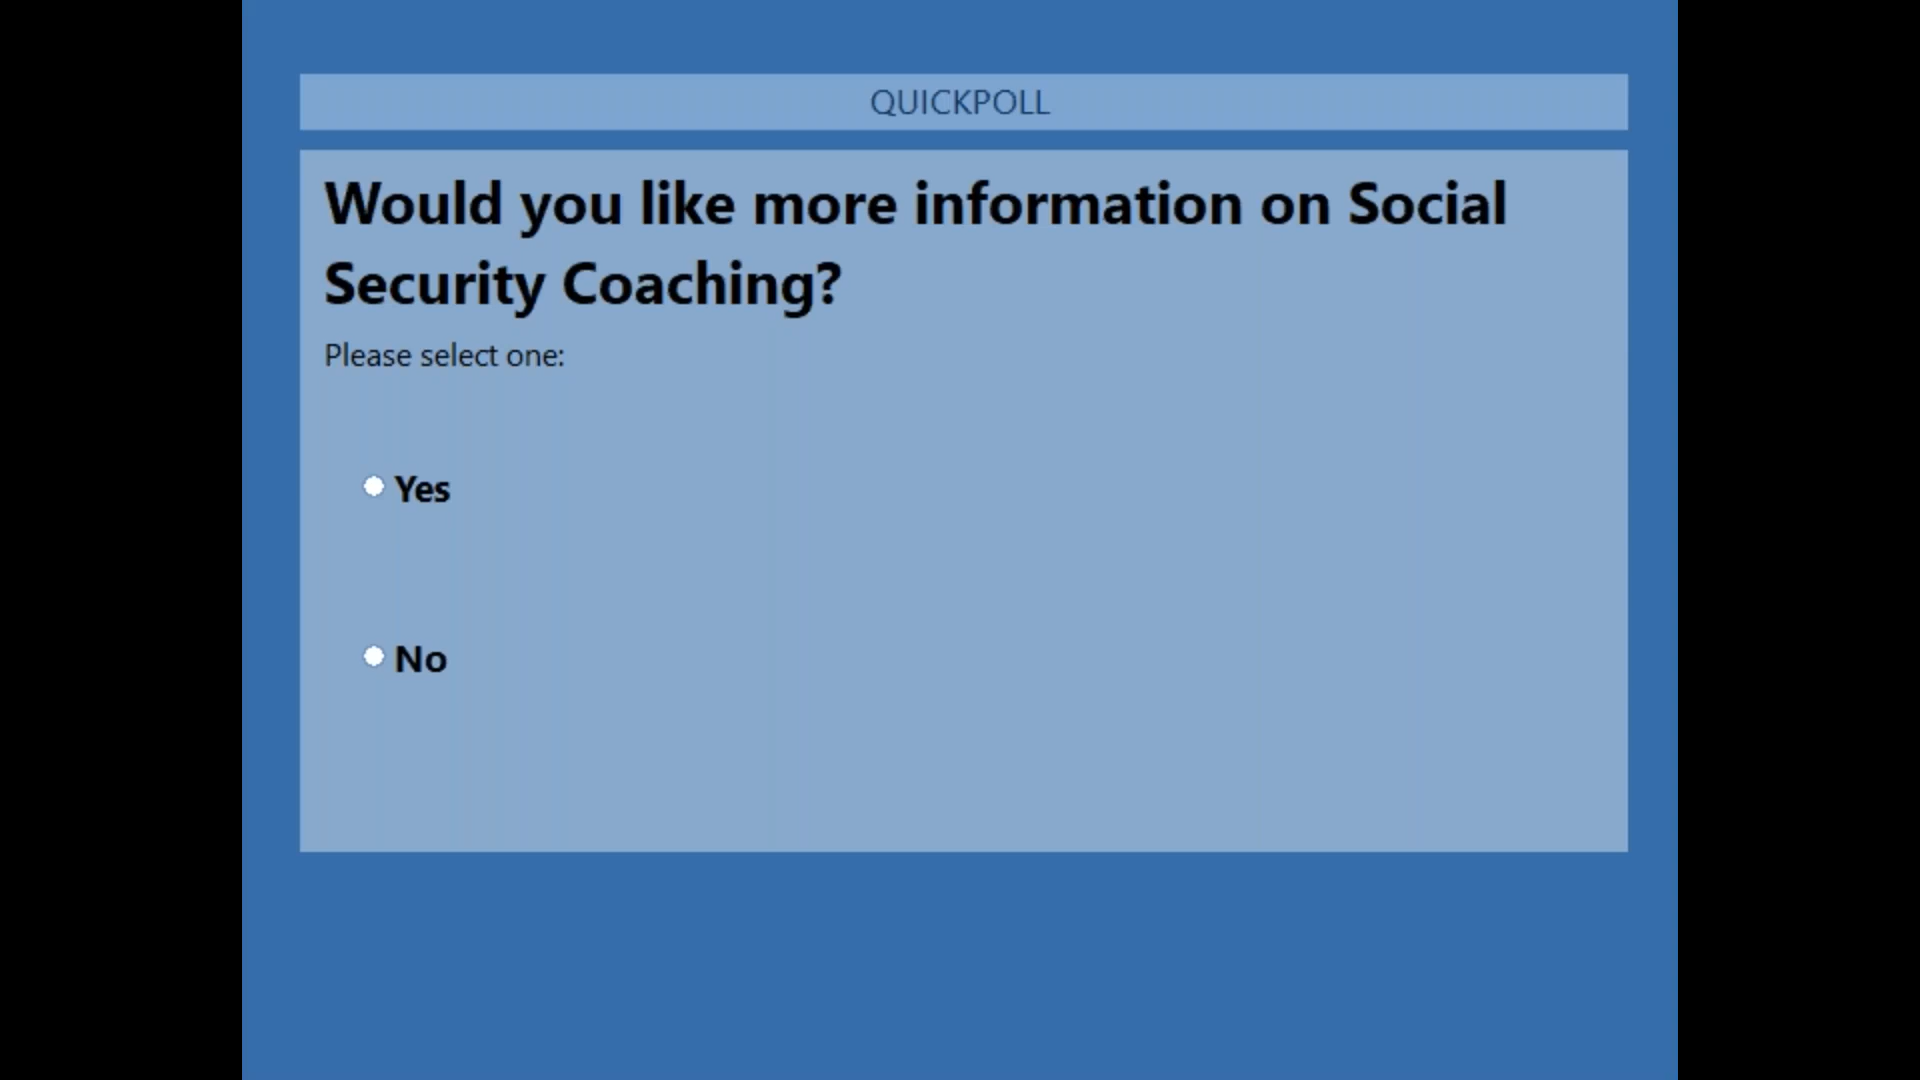 QUICKPOLL
Would you like more information on Social
Security Coaching?
Please select one:
Yes
No